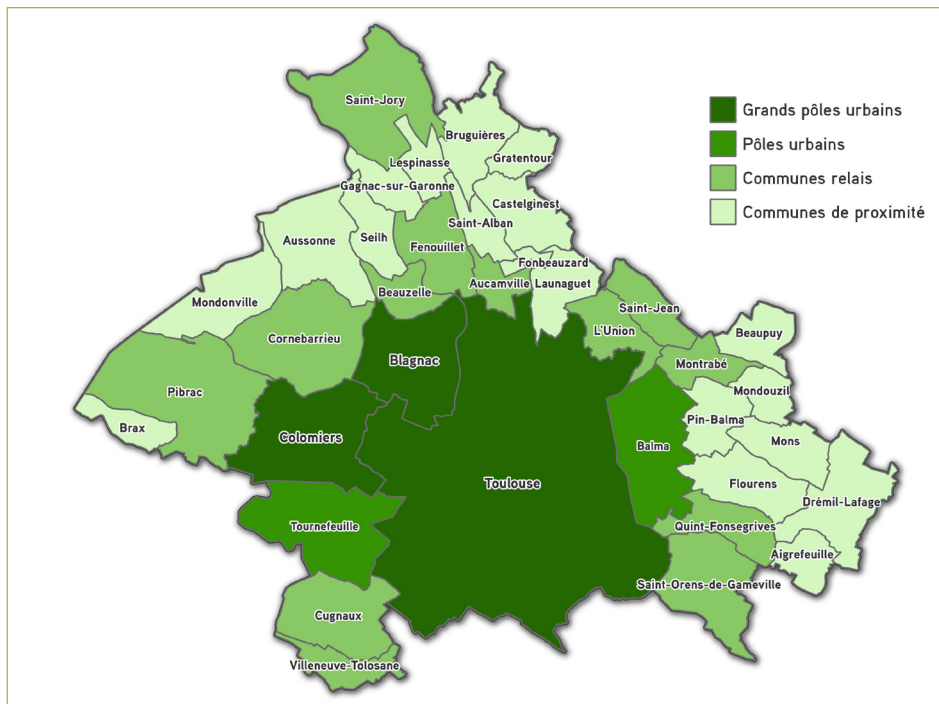 Saint-Jory
Bruguières
Gratentour
Lespinasse
Gagnac-sur-Garonne
Castelginest
Saint-Alban
Seilh
Aussonne
Fenouillet
Fonbeauzard
Launaguet
Aucamville
Beauzelle
Mondonville
Saint-Jean
L'Union
Beaupuy
Cornebarrieu
Blagnac
Montrabé
Pibrac
Mondouzil
Pin-Balma
Brax
Colomiers
Balma
Mons
Toulouse
Flourens
Drémil-Lafage
Tournefeuille
Quint-Fonsegrives
Aigrefeuille
Saint-Orens-de-Gameville
Cugnaux
Villeneuve-Tolosane
Grands pôles urbains
Pôles urbains
Communes relais
Communes de proximité